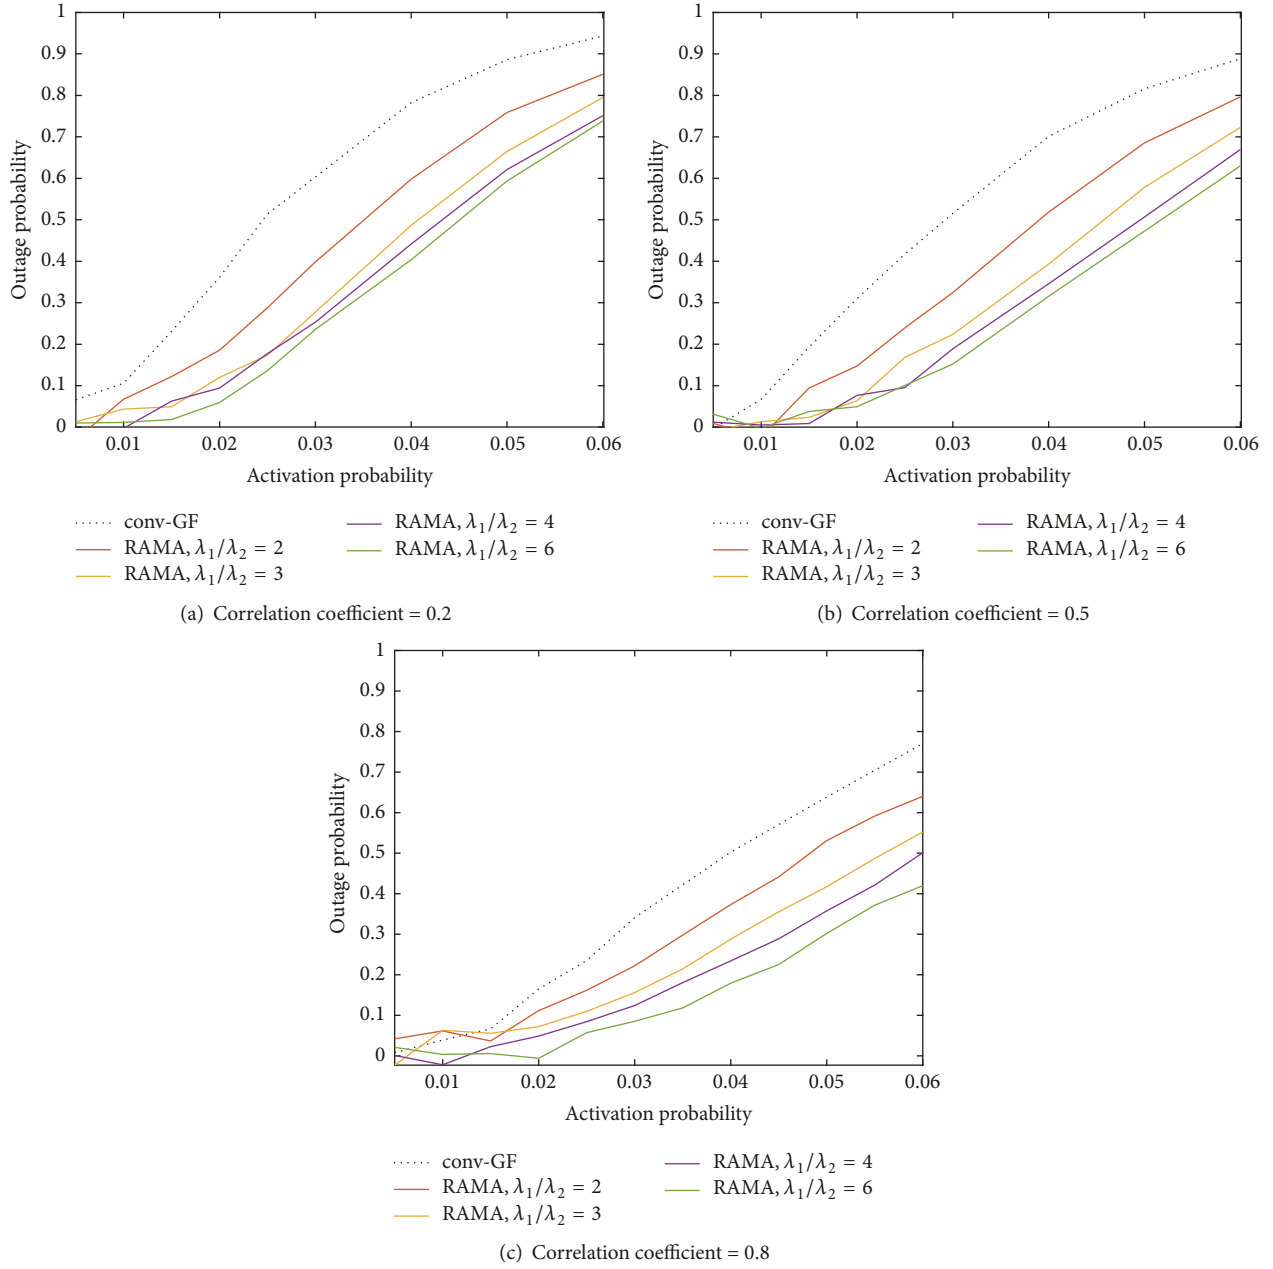 1
0.9
0.8
0.7
0.6
0.5
0.4
0.3
0.2
0.1
0
Outage probability
0.01 0.02 0.03 0.04 0.05 0.06
Activation probability
conv-GF
RAMA, λ1/λ2 = 2
RAMA, λ1/λ2 = 3
RAMA, λ1/λ2 = 4
RAMA, λ1/λ2 = 6
(a) Correlation coefficient = 0.2
1
0.9
0.8
0.7
0.6
0.5
0.4
0.3
0.2
0.1
0
Outage probability
0.01 0.02 0.03 0.04 0.05 0.06
Activation probability
conv-GF
RAMA, λ1/λ2 = 2
RAMA, λ1/λ2 = 3
RAMA, λ1/λ2 = 4
RAMA, λ1/λ2 = 6
(b) Correlation coefficient = 0.5
1
0.9
0.8
0.7
0.6
0.5
0.4
0.3
0.2
0.1
0
Outage probability
0.01 0.02 0.03 0.04 0.05 0.06
Activation probability
conv-GF
RAMA, λ1/λ2 = 2
RAMA, λ1/λ2 = 3
RAMA, λ1/λ2 = 4
RAMA, λ1/λ2 = 6
(c) Correlation coefficient = 0.8